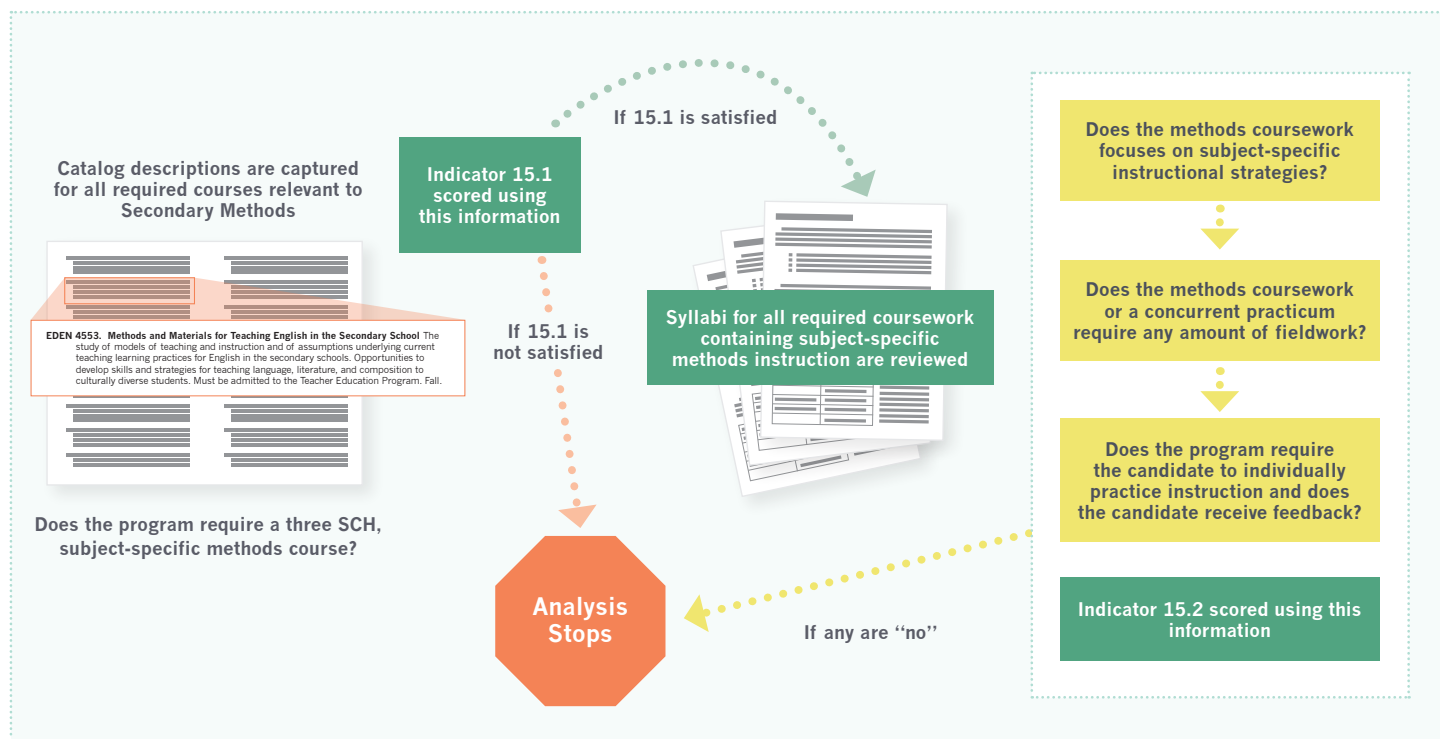 Catalog descriptions are captured
for all required courses relevant to
Secondary Methods
EDEN 4553. Methods and Materials for Teaching English in the Secondary School The
study of models of teaching and instruction and of assumptions underlying current
teaching learning practices for English in the secondary schools. Opportunities to
develop skills and strategies for teaching language, literature, and composition to
culturally diverse students. Must be admitted to the Teacher Education Program. Fall.
Does the program require a three SCH,
subject-specific methods course?
Indicator 15.1
scored using
this information
If 15.1 is satisfied
If 15.1 is
not satisfied
Analysis
Stops
Syllabi for all required coursework
containing subject-specific
methods instruction are reviewed
Does the methods coursework
focuses on subject-specific
instructional strategies?
Does the methods coursework
or a concurrent practicum
require any amount of fieldwork?
Does the program require
the candidate to individually
practice instruction and does
the candidate receive feedback?
Indicator 15.2 scored using this
information
If any are “no”